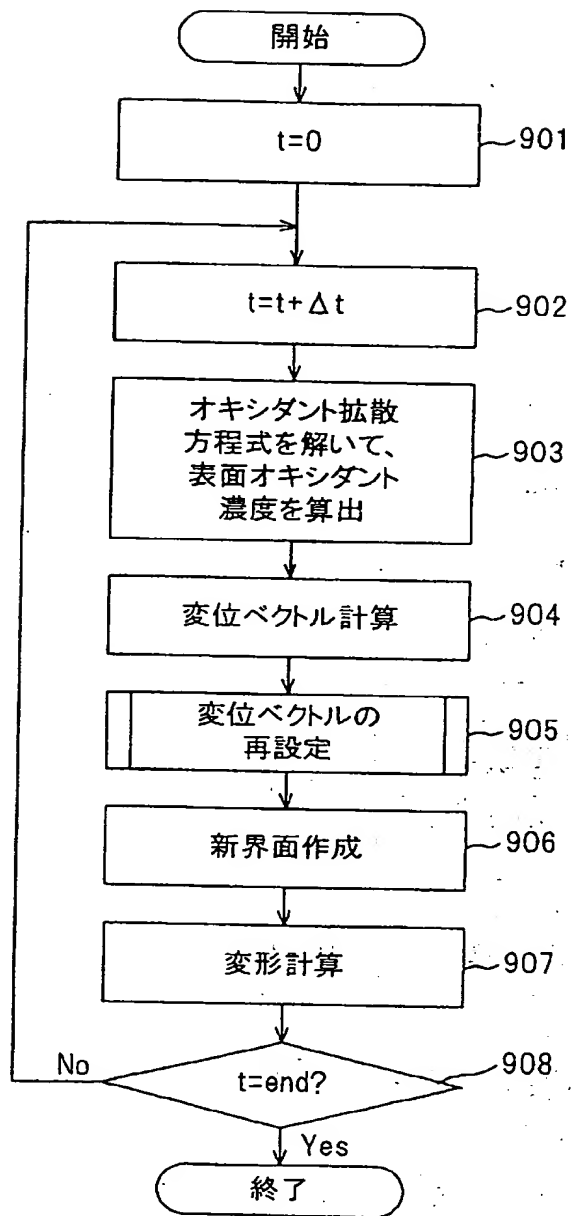 開始
t=0
901
t=t+Δt
902
オキシダント拡散
方程式を解いて、
表面オキシダント
濃度を算出
903
変位ベクトル計算
904
変位ベクトルの
再設定
905
新界面作成
906
変形計算
907
No
t=end?
908
Yes
終了